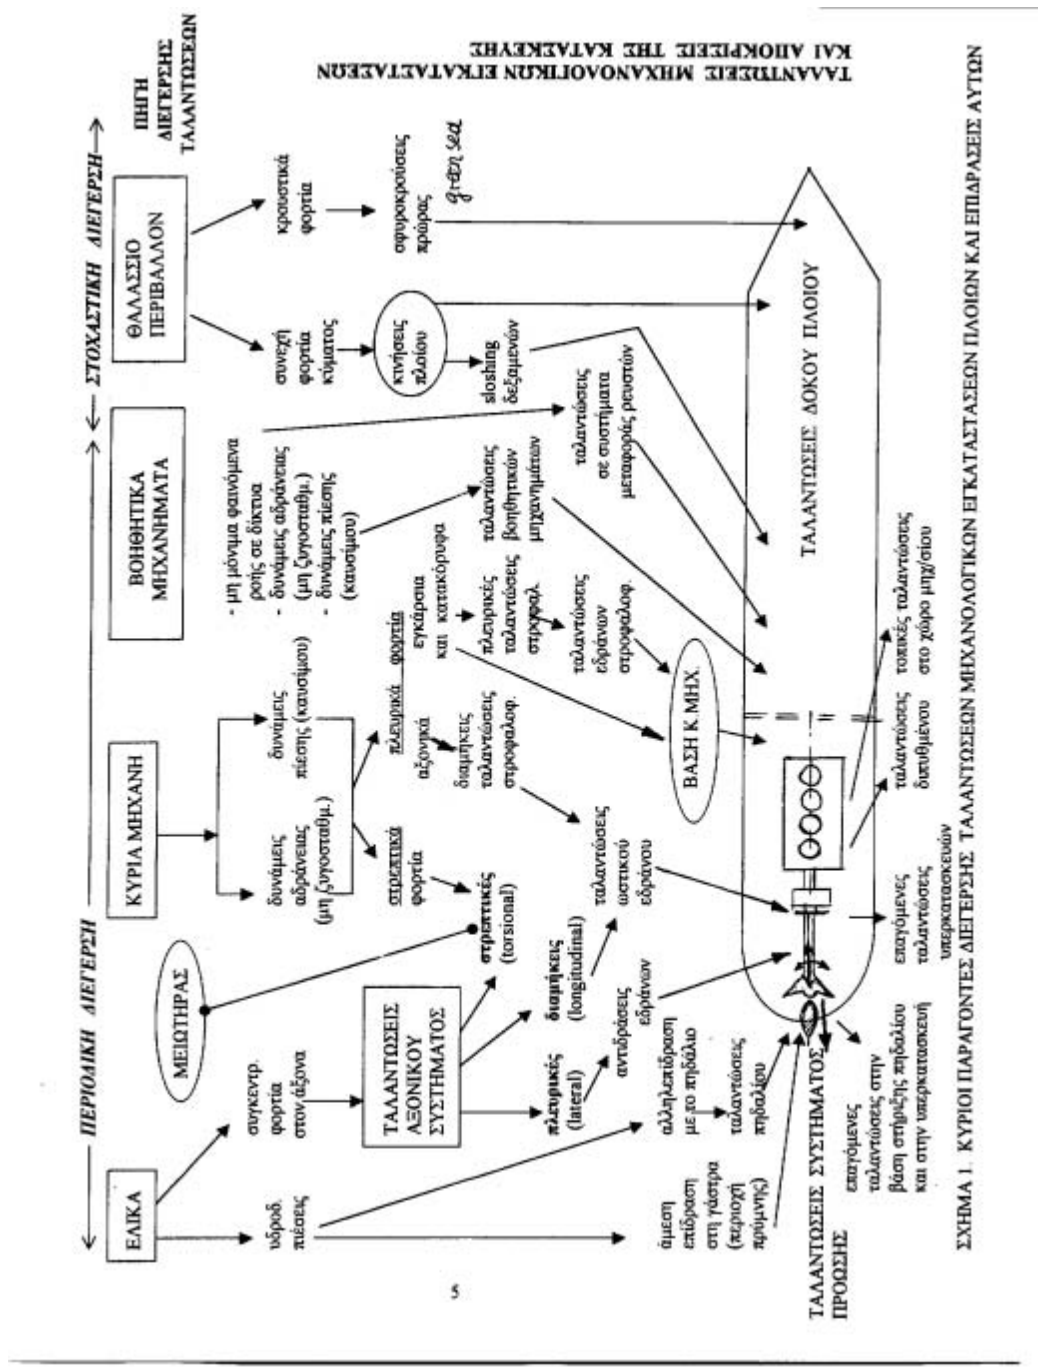 ΠΕΡΙΟΔΙΚΗ ΔΙΕΓΕΡΣΗ
ΣΤΟΧΑΣΤΙΚΗ ΔΙΕΓΕΡΣΗ
ΠΗΓΗ
ΔΙΕΓΕΡΣΗΣ
ΤΑΛΑΝΤΩΣΕΩΝ
ΕΛΙΚΑ
ΜΕΙΩΤΗΡΑΣ
ΚΥΡΙΑ ΜΗΧΑΝΗ
ΒΟΗΘΗΤΙΚΑ
ΜΗΧΑΝΗΜΑΤΑ
ΘΑΛΑΣΣΙΟ
ΠΕΡΙΒΑΛΛΟΝ
υδροδ.
πιέσεις
συγκεντρ.
φορτία
στον άξονα
δυνάμεις
αδράνειας
(μη ζυγοσταθμ.)
δυνάμεις
πίεσης (καυσίμου)
- μη μόνιμα φαινόμενα
ροής σε δίκτυα
- δυνάμεις αδράνειας
(μη ζυγοσταθμ.)
- δυνάμεις πίεσης
(καυσίμου)
συνεχή
φορτία
κύματος
κρουστικά
φορτία
κινήσεις
πλοίου
σφυροκρούσεις
πρώρας
green sea
ΤΑΛΑΝΤΩΣΕΙΣ
ΑΞΟΝΙΚΟΥ
ΣΥΣΤΗΜΑΤΟΣ
στρεπτικά
φορτία
πλευρικά φορτία
αξονικά
εγκάρσια
και κατακόρυφα
στρεπτικές
(torsional)
διαμήκεις
ταλαντώσεις
στροφαλοφ.
πλευρικές
ταλαντώσεις
στροφαλ.
ταλαντώσεις
βοηθητικών
μηχανημάτων
sloshing
δεξαμενών
πλευρικές
(lateral)
διαμήκεις
(longitudinal)
ταλαντώσεις
ωστικού
εδράνου
ταλαντώσεις
εδράνων
στροφαλοφ.
ταλαντώσεις
σε συστήματα
μεταφοράς ρευστών
αντιδράσεις
εδράνων
άμεση
επίδραση
στη γάστρα
(περιοχή
πρύμνης)
αλληλεπίδραση
με το πηδάλιο
ταλαντώσεις
πηδαλίου
ΒΑΣΗ Κ.ΜΗΧ.
ΤΑΛΑΝΤΩΣΕΙΣ ΣΥΣΤΗΜΑΤΟΣ
ΠΡΟΩΣΗΣ
ΤΑΛΑΝΤΩΣΕΙΣ ΔΟΚΟΥ ΠΛΟΙΟΥ
επαγόμενες
ταλαντώσεις στην
βάση στήριξης πηδαλίου
και στην υπερκατασκευή
επαγόμενες
ταλαντώσεις
υπερκατασκευών
ταλαντώσεις
διπυθμένου
τοπικές ταλαντώσεις
στο χώρο μηχ/σίου
ΤΑΛΑΝΤΩΣΕΙΣ ΜΗΧΑΝΟΛΟΓΙΚΩΝ ΕΓΚΑΤΑΣΤΑΣΕΩΝ
ΚΑΙ ΑΠΟΚΡΙΣΕΙΣ ΤΗΣ ΚΑΤΑΣΚΕΥΗΣ
ΣΧΗΜΑ 1. ΚΥΡΙΟΙ ΠΑΡΑΓΟΝΤΕΣ ΔΙΕΓΕΡΣΗΣ ΤΑΛΑΝΤΩΣΕΩΝ ΜΗΧΑΝΟΛΟΓΙΚΩΝ ΕΓΚΑΤΑΣΤΑΣΕΩΝ ΠΛΟΙΩΝ ΚΑΙ ΕΠΙΔΡΑΣΕΙΣ ΑΥΤΩΝ
5